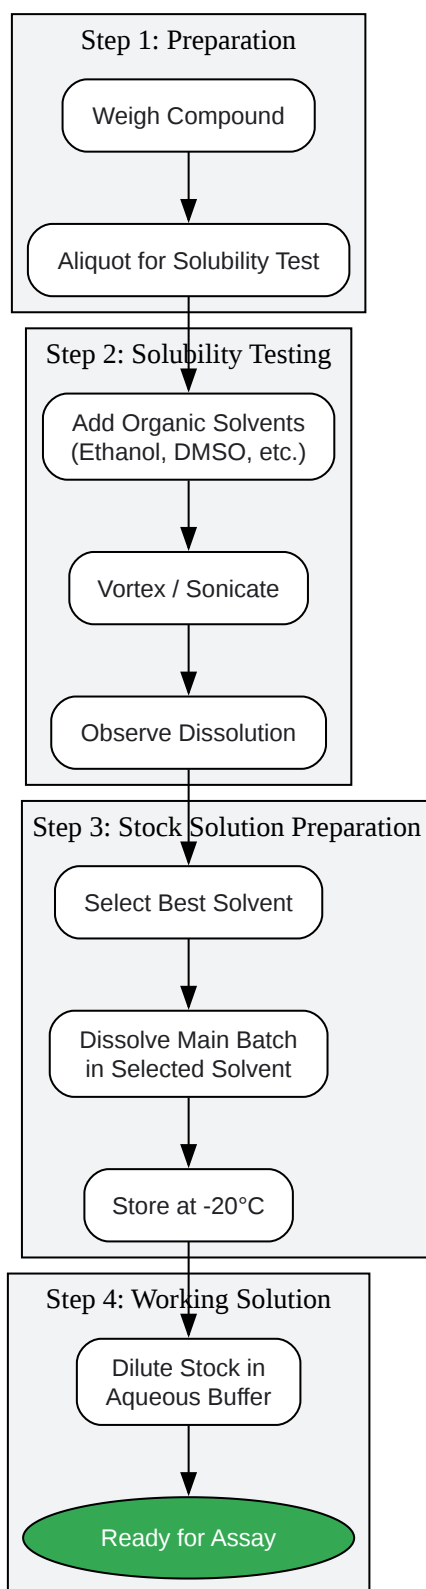 Step 1: Preparation
Weigh Compound
Aliquot for Solubility Test
Step 2: Solubility Testing
Add Organic Solvents
(Ethanol, DMSO, etc.)
Vortex / Sonicate
Observe Dissolution
Step 3: Stock Solution Preparation
Select Best Solvent
Dissolve Main Batch
in Selected Solvent
Store at -20°C
Step 4: Working Solution
Dilute Stock in
Aqueous Buffer
Ready for Assay